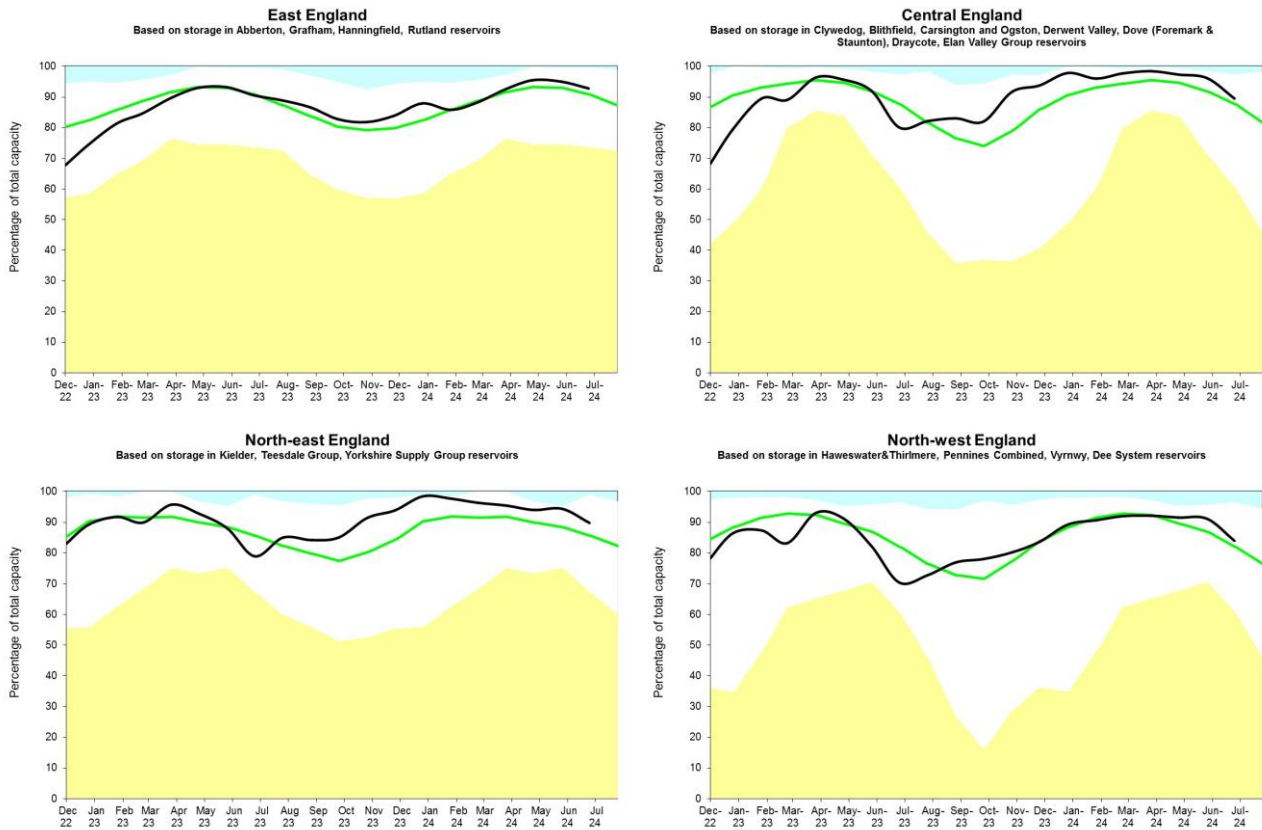 East England
Based on storage in Abberton, Grafham, Hanningfield, Rutland reservoirs
Percentage of total capacity
100
90
80
70
60
50
40
30
20
10
0
Dec- Jan- Feb- Mar- Apr- May- Jun- Jul- Aug- Sep- Oct- Nov- Dec- Jan- Feb- Mar- Apr- May- Jun- Jul-
22 23 23 23 23 23 23 23 23 23 23 23 23 24 24 24 24 24 24 24
Central England
Based on storage in Clywedog, Blithfield, Carsington and Ogston, Derwent Valley, Dove (Foremark &
Staunton), Draycote, Elan Valley Group reservoirs
Percentage of total capacity
100
90
80
70
60
50
40
30
20
10
0
Dec- Jan- Feb- Mar- Apr- May- Jun- Jul- Aug- Sep- Oct- Nov- Dec- Jan- Feb- Mar- Apr- May- Jun- Jul-
22 23 23 23 23 23 23 23 23 23 23 23 23 24 24 24 24 24 24 24
North-east England
Based on storage in Kielder, Teesdale Group, Yorkshire Supply Group reservoirs
Percentage of total capacity
100
90
80
70
60
50
40
30
20
10
0
Dec Jan Feb Mar Apr May Jun Jul Aug Sep Oct Nov Dec Jan Feb Mar Apr May Jun Jul
22 23 23 23 23 23 23 23 23 23 23 23 23 24 24 24 24 24 24 24
North-west England
Based on storage in Haweswater&Thirlmere, Pennines Combined, Vyrnwy, Dee System reservoirs
Percentage of total capacity
100
90
80
70
60
50
40
30
20
10
0
Dec- Jan- Feb- Mar- Apr- May- Jun- Jul- Aug- Sep- Oct- Nov- Dec- Jan- Feb- Mar- Apr- May- Jun- Jul-
22 23 23 23 23 23 23 23 23 23 23 23 23 24 24 24 24 24 24 24